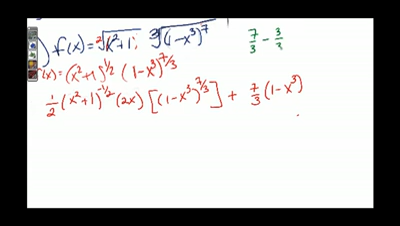 ) f(x) = ²√(x²+1) ; ³√(1-x³)⁷
7/3 - 3/3
(x) = (x²+1)^1/2 (1-x³)^7/3
1/2 (x²+1)^-1/2 (2x) [(1-x³)^7/3] + 7/3 (1-x³)